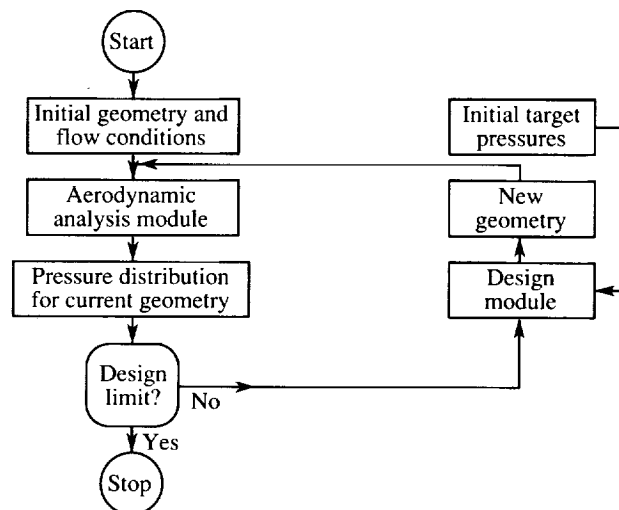 Start
Initial geometry and
flow conditions
Initial target
pressures
Aerodynamic
analysis module
New
geometry
Pressure distribution
for current geometry
Design
module
Design
limit?
No
Yes
Stop